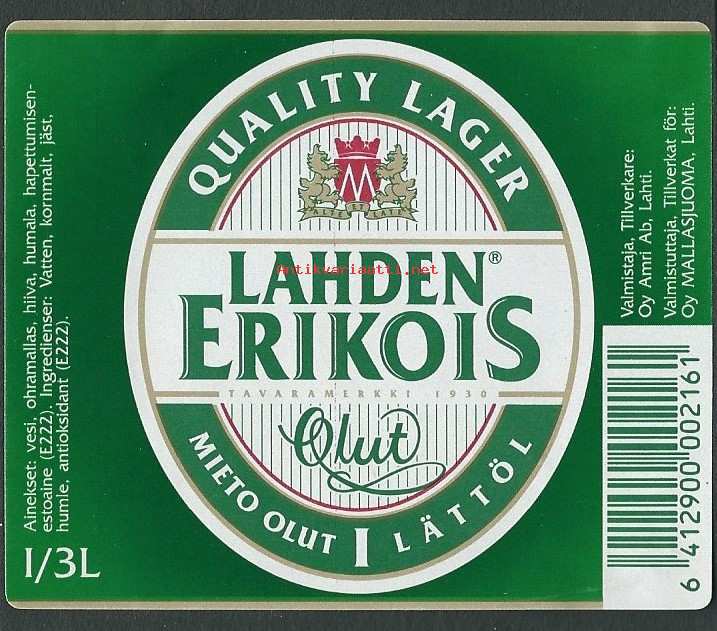 Ainekset: vesi, ohramallas, hiiva, humala, hapettumisen-
estoaine (E222). Ingredienser: Vatten, kornmalt, jäst,
humle, antioksidant (E222).
1/3L
QUALITY LAGER
M
ALTE ET LATE
antikvariaatti.net
LAHDEN®
ERIKOIS
TAVARAMERKKI 1930
Olut
MIETO OLUT I LÄTTÖL
Valmistaja, Tillverkare:
Oy Amri Ab, Lahti.
Valmistuttaja, Tillverkat för:
Oy MALLASJUOMA, Lahti.
6 412900 002161